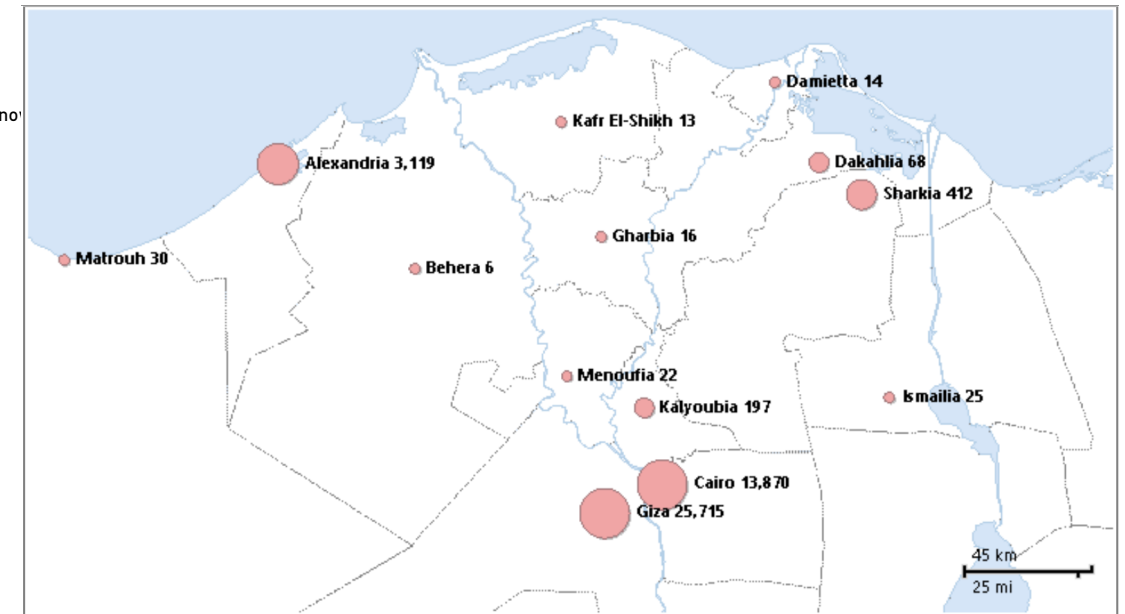 Damietta 14
no
Kafr El-Shikh 13
Alexandria 3,119
Dakahlia 68
Sharkia 412
Gharbia 16
Matrouh 30
Behera 6
Menoufia 22
Ismailia 25
Kalyoubia 197
Cairo 13,870
Giza 25,715
45 km
25 mi